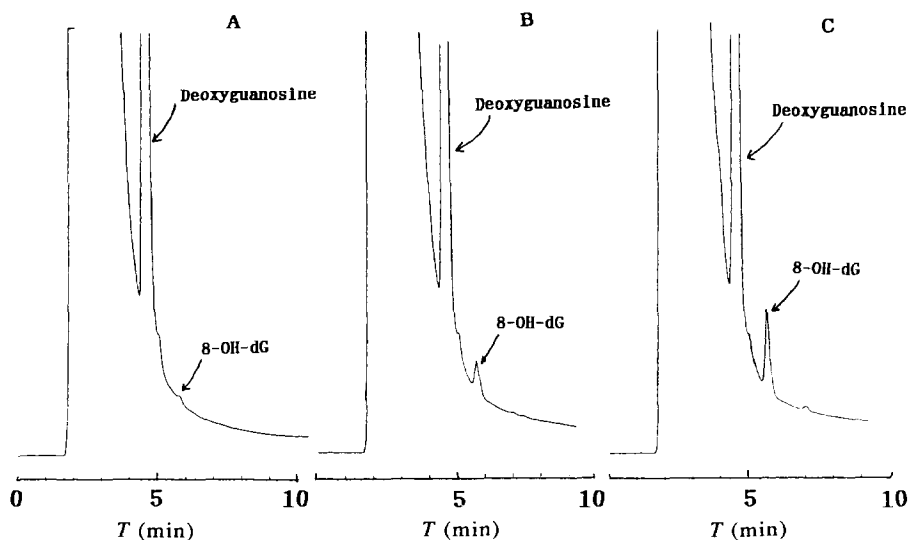 A
B
C
Deoxyguanosine
Deoxyguanosine
Deoxyguanosine
8-OH-dG
8-OH-dG
8-OH-dG
0 5 10
5 10
5 10
T (min)
T (min)
T (min)